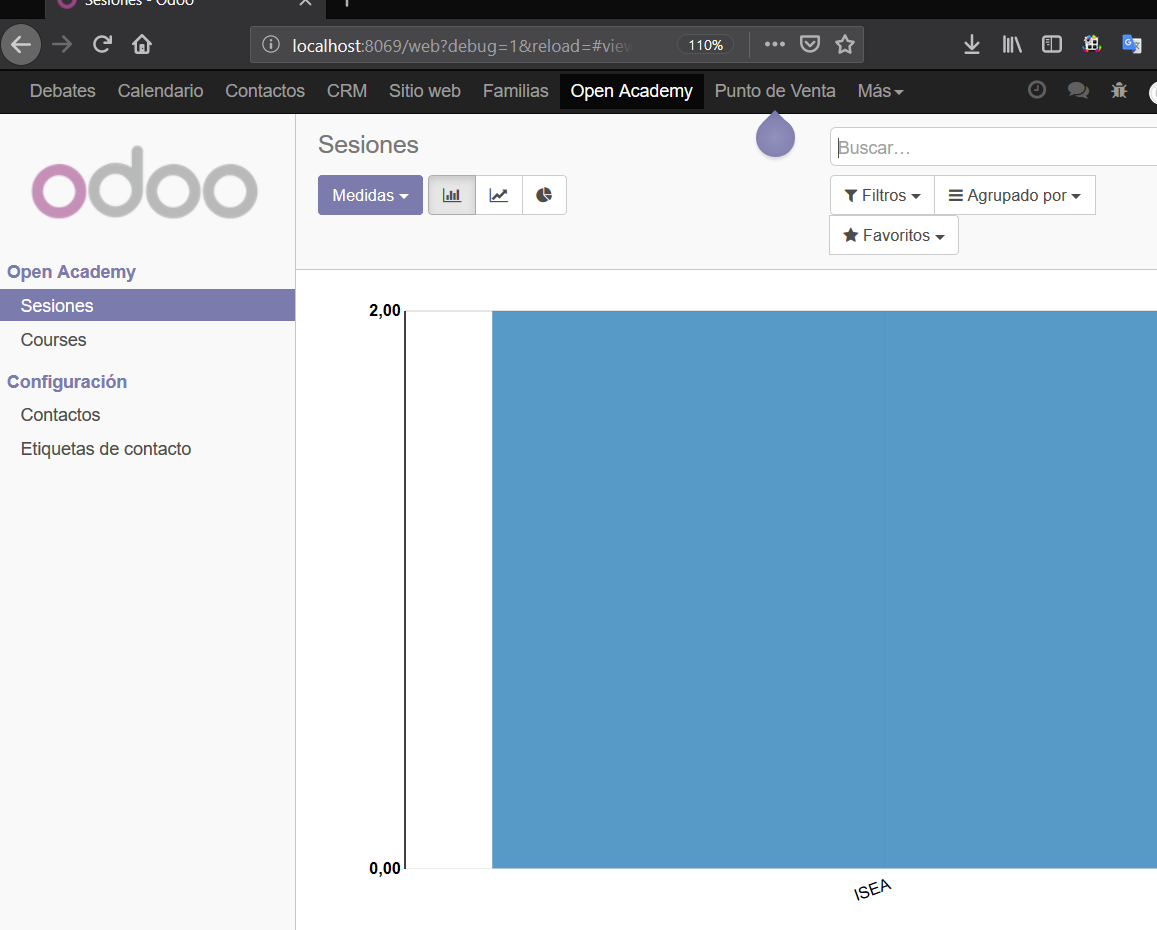 Sesiones - Odoo
localhost:8069/web?debug=1&reload=#view
110%
Debates Calendario Contactos CRM Sitio web Familias Open Academy Punto de Venta Más
odoo
Sesiones
Buscar...
Medidas
Filtros Agrupado por
Favoritos
Open Academy
Sesiones
Courses
Configuración
Contactos
Etiquetas de contacto
2,00
0,00
ISEA